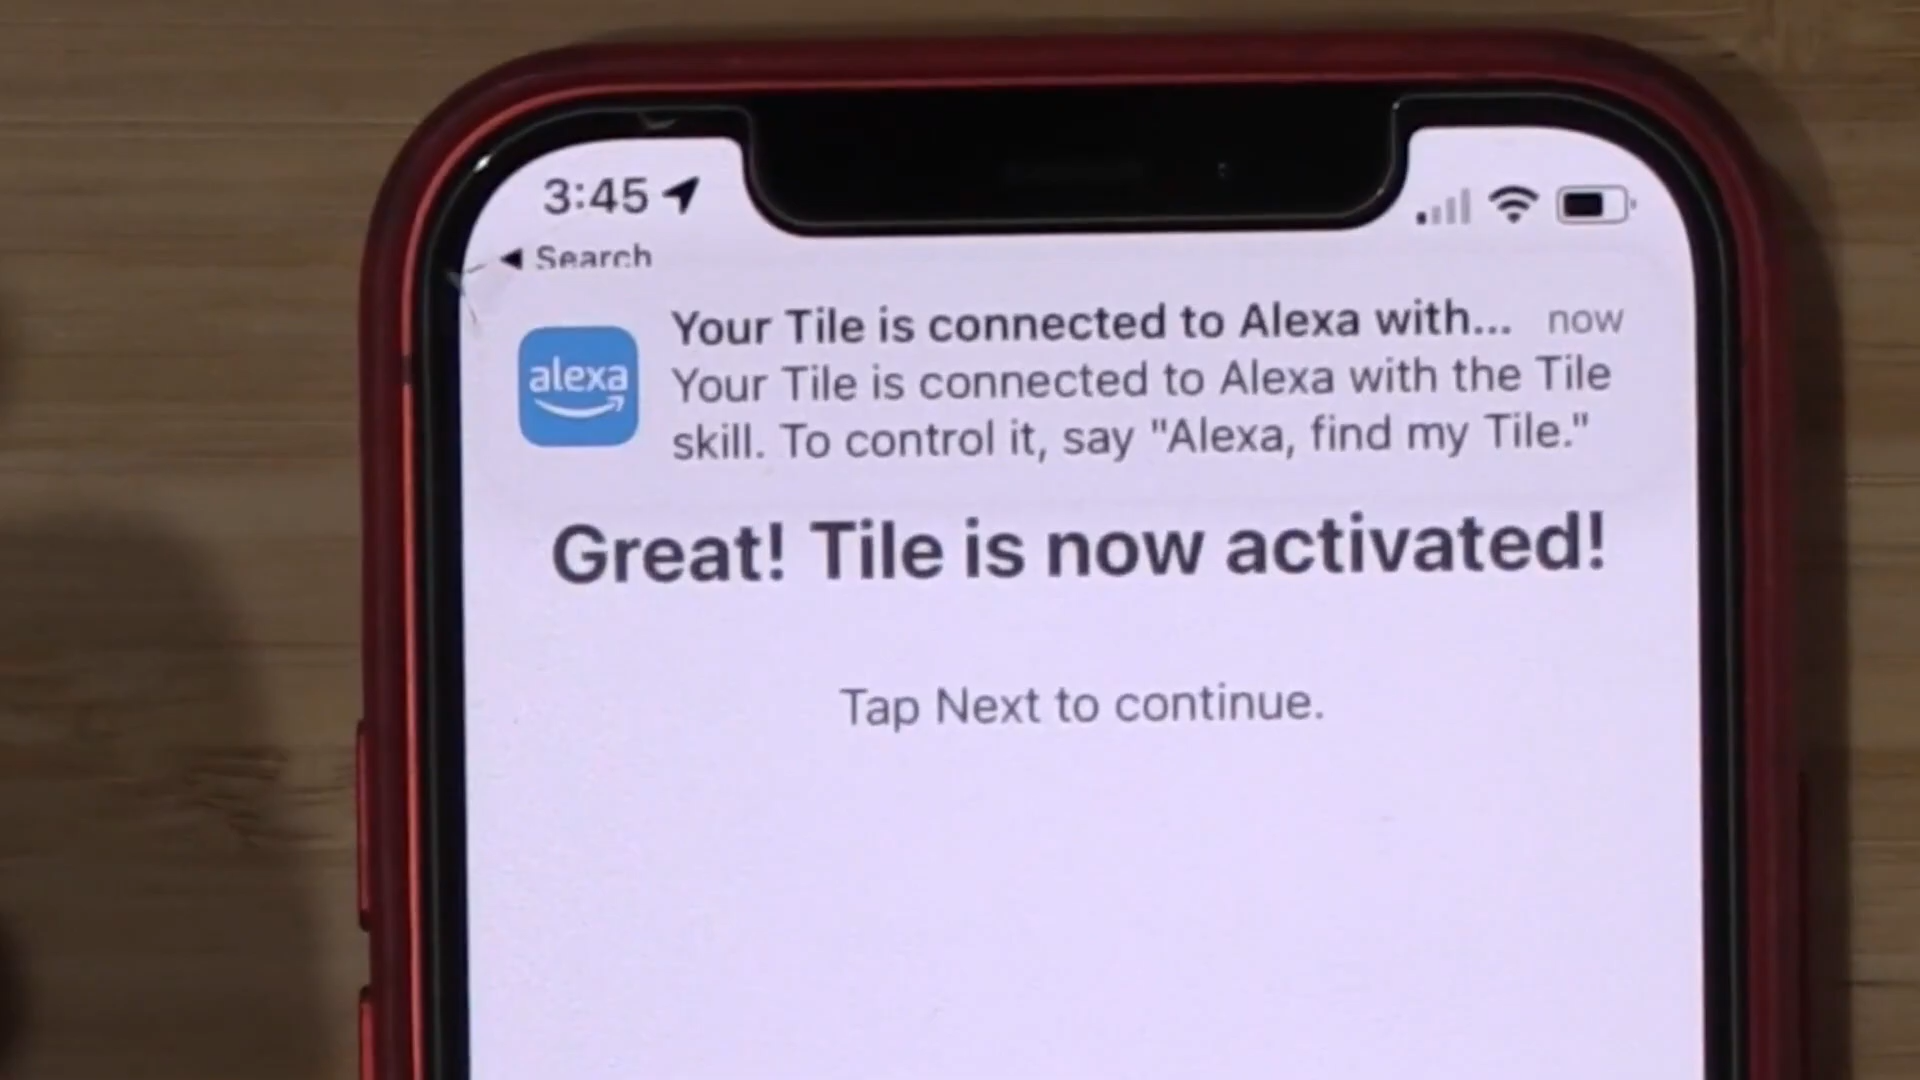 3:45
Search
Your Tile is connected to Alexa with... now
alexa
Your Tile is connected to Alexa with the Tile
skill. To control it, say "Alexa, find my Tile."
Great! Tile is now activated!
Tap Next to continue.